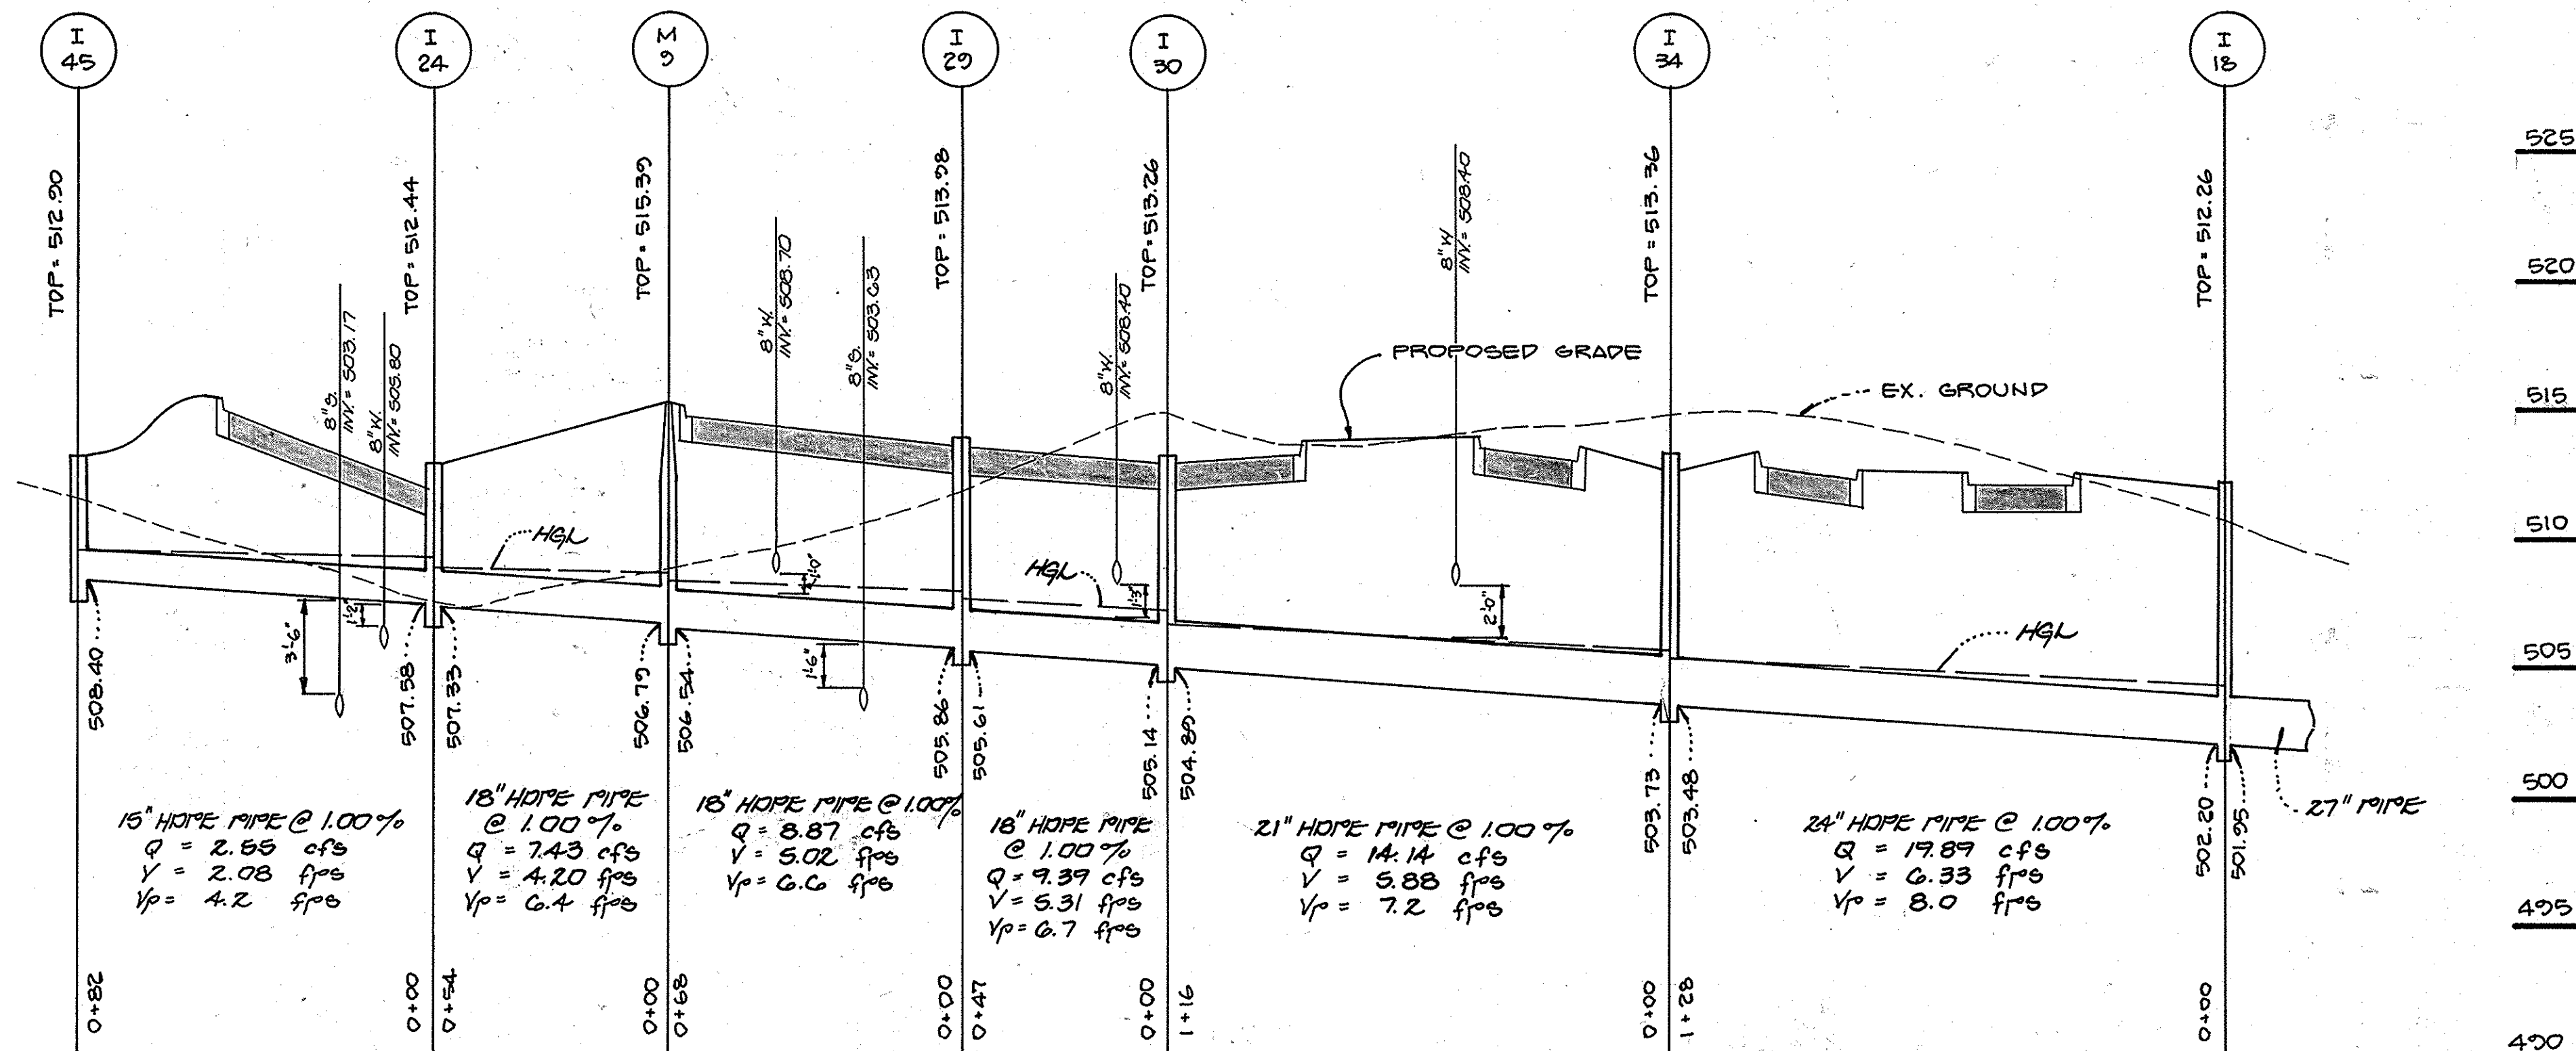 I
45
I
24
M
9
I
29
I
30
I
34
I
18
TOP = 512.90
TOP = 512.44
TOP = 515.39
TOP = 513.98
TOP = 513.26
TOP = 513.36
TOP = 512.26
8" S.
INV. = 503.17
8" W.
INV. = 505.80
8" W.
INV. = 508.70
8" S.
INV. = 503.63
8" W.
INV. = 508.40
8" W
INV. = 508.40
525
520
515
510
505
500
495
490
PROPOSED GRADE
EX. GROUND
HGL
HGL
HGL
3'-6"
1'-2"
1'-0"
1'-6"
1'-3"
2'-0"
508.40
507.58
507.33
506.79
506.54
505.86
505.61
505.14
504.89
503.73
503.48
502.20
501.95
27" PIPE
15" HDPE PIPE @ 1.00 %
Q = 2.55 cfs
V = 2.08 fps
Vp = 4.2 fps
18" HDPE PIPE
@ 1.00 %
Q = 7.43 cfs
V = 4.20 fps
Vp = 6.4 fps
18" HDPE PIPE @ 1.00%
Q = 8.87 cfs
V = 5.02 fps
Vp = 6.6 fps
18" HDPE PIPE
@ 1.00 %
Q = 9.39 cfs
V = 5.31 fps
Vp = 6.7 fps
21" HDPE PIPE @ 1.00 %
Q = 14.14 cfs
V = 5.88 fps
Vp = 7.2 fps
24" HDPE PIPE @ 1.00 %
Q = 19.89 cfs
V = 6.33 fps
Vp = 8.0 fps
0+82
0+00
0+54
0+00
0+68
0+00
0+47
0+00
1+16
0+00
1+28
0+00